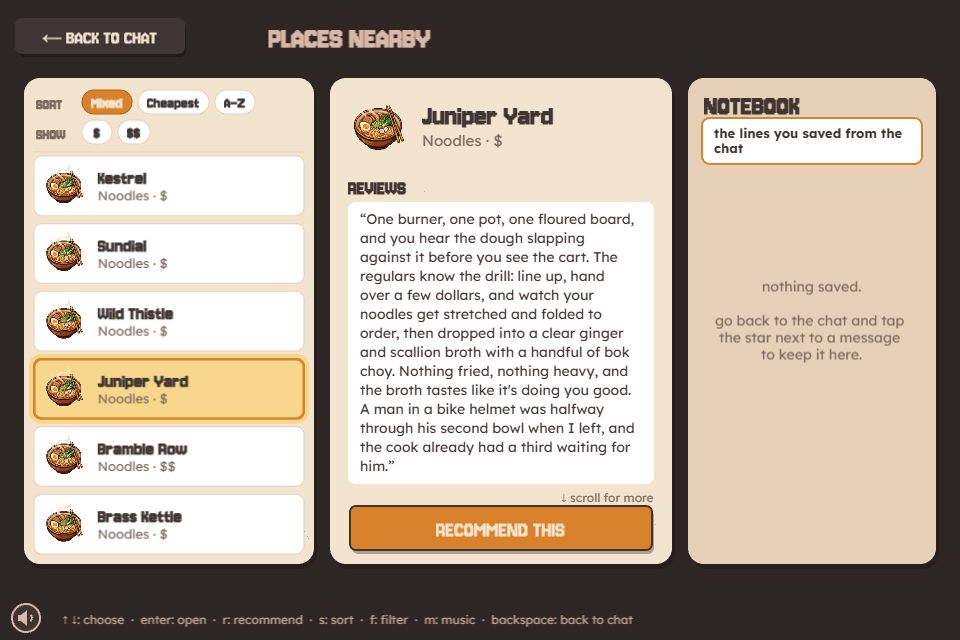 ← BACK TO CHAT
PLACES NEARBY
SORT Mixed Cheapest A-Z
SHOW $ $$
Kestrel
Noodles · $
Sundial
Noodles · $
Wild Thistle
Noodles · $
Juniper Yard
Noodles · $
Bramble Row
Noodles · $$
Brass Kettle
Noodles · $
Juniper Yard
Noodles · $
REVIEWS
“One burner, one pot, one floured board,
and you hear the dough slapping
against it before you see the cart. The
regulars know the drill: line up, hand
over a few dollars, and watch your
noodles get stretched and folded to
order, then dropped into a clear ginger
and scallion broth with a handful of bok
choy. Nothing fried, nothing heavy, and
the broth tastes like it's doing you good.
A man in a bike helmet was halfway
through his second bowl when I left, and
the cook already had a third waiting for
him.”
↓ scroll for more
RECOMMEND THIS
NOTEBOOK
the lines you saved from the
chat
nothing saved.
go back to the chat and tap
the star next to a message
to keep it here.
↑ ↓: choose · enter: open · r: recommend · s: sort · f: filter · m: music · backspace: back to chat